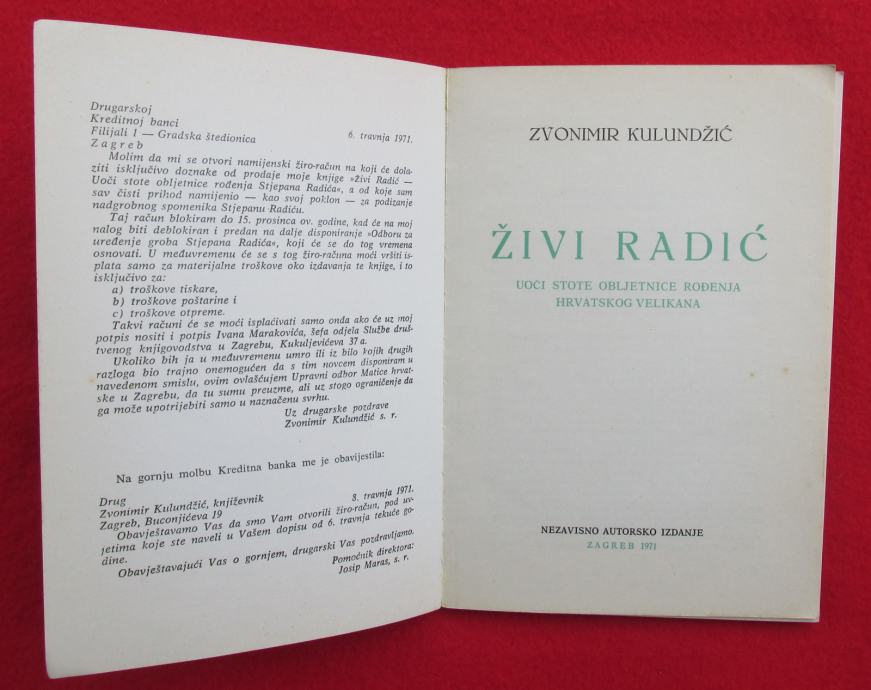 Drugarskoj
Kreditnoj banci
Filijali 1 — Gradska štedionica 6. travnja 1971.
Zagreb
Molim da mi se otvori namijenski žiro-račun na koji će dola-
ziti isključivo doznake od prodaje moje knjige »Živi Radić —
Uoči stote obljetnice rođenja Stjepana Radića«, a od koje sam
sav čisti prihod namijenio — kao svoj poklon — za podizanje
nadgrobnog spomenika Stjepanu Radiću.
Taj račun blokiram do 15. prosinca ov. godine, kad će na moj
nalog biti deblokiran i predan na dalje disponiranje »Odboru za
uređenje groba Stjepana Radića«, koji će se do tog vremena
osnovati. U međuvremenu će se s tog žiro-računa moći vršiti is-
plata samo za materijalne troškove oko izdavanja te knjige, i to
isključivo za:
a) troškove tiskare,
b) troškove poštarine i
c) troškove otpreme.
Takvi računi će se moći isplaćivati samo onda ako će uz moj
potpis nositi i potpis Ivana Marakovića, šefa odjela Službe druš-
tvenog knjigovodstva u Zagrebu, Kukuljevićeva 37 a.
Ukoliko bih ja u međuvremenu umro ili iz bilo kojih drugih
razloga bio trajno onemogućen da s tim novcem disponiram u
navedenom smislu, ovim ovlašćujem Upravni odbor Matice hrvat-
ske u Zagrebu, da tu sumu preuzme, ali uz stogo ograničenje da
ga može upotrijebiti samo u naznačenu svrhu.
Uz drugarske pozdrave
Zvonimir Kulundžić s. r.
Na gornju molbu Kreditna banka me je obavijestila:
Drug
Zvonimir Kulundžić, književnik 8. travnja 1971.
Zagreb, Buconjićeva 19
Obavještavamo Vas da smo Vam otvorili žiro-račun, pod uv-
jetima koje ste naveli u Vašem dopisu od 6. travnja tekuće go-
dine.
Obavještavajući Vas o gornjem, drugarski Vas pozdravljamo.
Pomoćnik direktora:
Josip Maras, s. r.
ZVONIMIR KULUNDŽIĆ
ŽIVI RADIĆ
UOČI STOTE OBLJETNICE ROĐENJA
HRVATSKOG VELIKANA
NEZAVISNO AUTORSKO IZDANJE
ZAGREB 1971